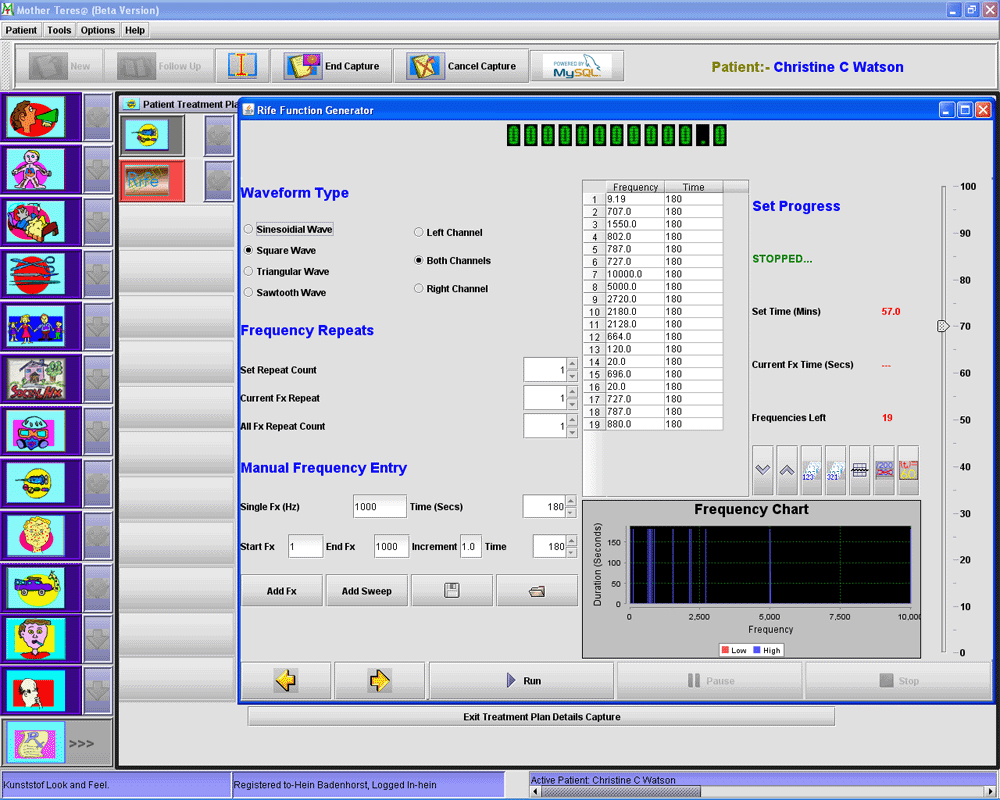 Mother Teres@ (Beta Version)
Patient Tools Options Help
New Follow Up End Capture Cancel Capture POWERED BY MySQL Patient:- Christine C Watson
Patient Treatment Pla
Rife Function Generator
00000000000.0
Rife
Waveform Type
Sinesoidial Wave
Square Wave
Triangular Wave
Sawtooth Wave
Left Channel
Both Channels
Right Channel
Frequency Repeats
Set Repeat Count 1
Current Fx Repeat 1
All Fx Repeat Count 1
Manual Frequency Entry
Single Fx (Hz) 1000 Time (Secs) 180
Start Fx 1 End Fx 1000 Increment 1.0 Time 180
Add Fx Add Sweep
Frequency Time
1 9.19 180
2 707.0 180
3 1550.0 180
4 802.0 180
5 787.0 180
6 727.0 180
7 10000.0 180
8 5000.0 180
9 2720.0 180
10 2180.0 180
11 2128.0 180
12 664.0 180
13 120.0 180
14 20.0 180
15 696.0 180
16 20.0 180
17 727.0 180
18 787.0 180
19 880.0 180
Set Progress
STOPPED...
Set Time (Mins) 57.0
Current Fx Time (Secs) ---
Frequencies Left 19
123 321
100
90
80
70
60
50
40
30
20
10
0
Frequency Chart
Duration (Seconds)
150
100
50
0
0 2,500 5,000 7,500 10,000
Frequency
Low High
Run Pause Stop
Exit Treatment Plan Details Capture
>>>
Kunststof Look and Feel.
Registered to-Hein Badenhorst, Logged In-hein
Active Patient: Christine C Watson